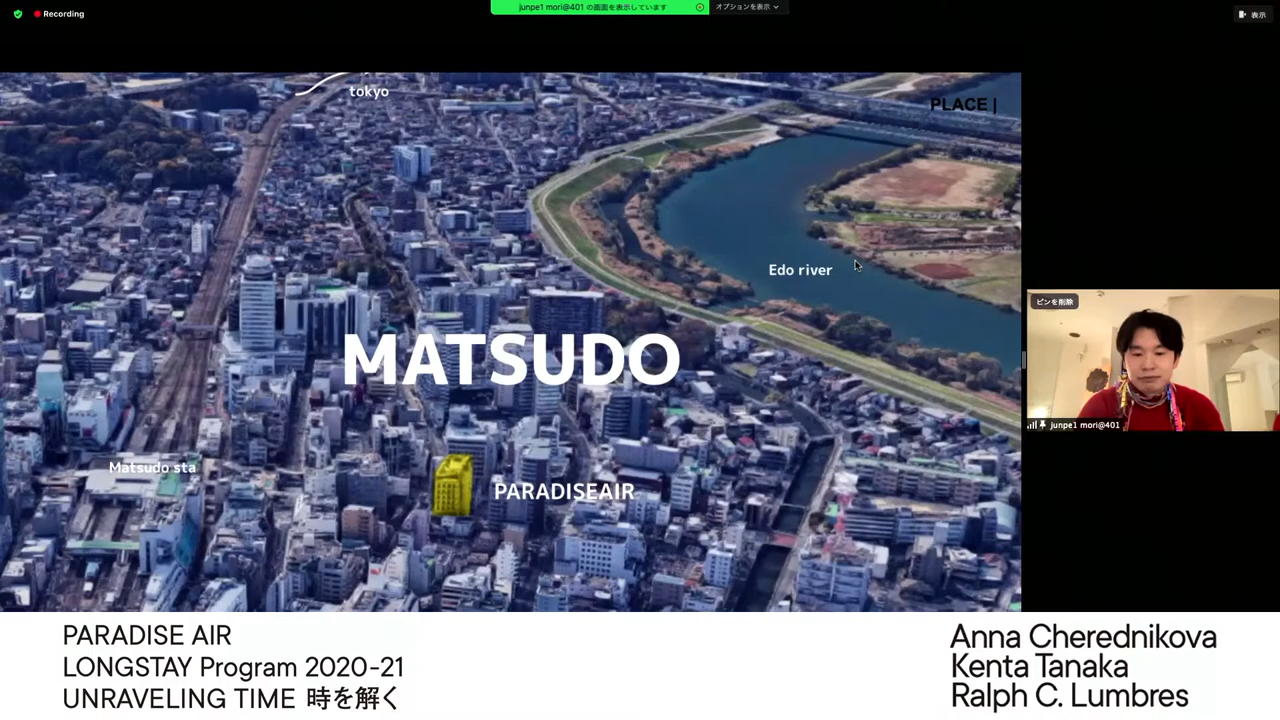 Recording
junpe1 mori@401 の画面を表示しています
オプションを表示
表示
tokyo
PLACE |
Edo river
MATSUDO
Matsudo sta
PARADISEAIR
ピンを削除
junpe1 mori@401
PARADISE AIR
LONGSTAY Program 2020-21
UNRAVELING TIME 時を解く
Anna Cherednikova
Kenta Tanaka
Ralph C. Lumbres